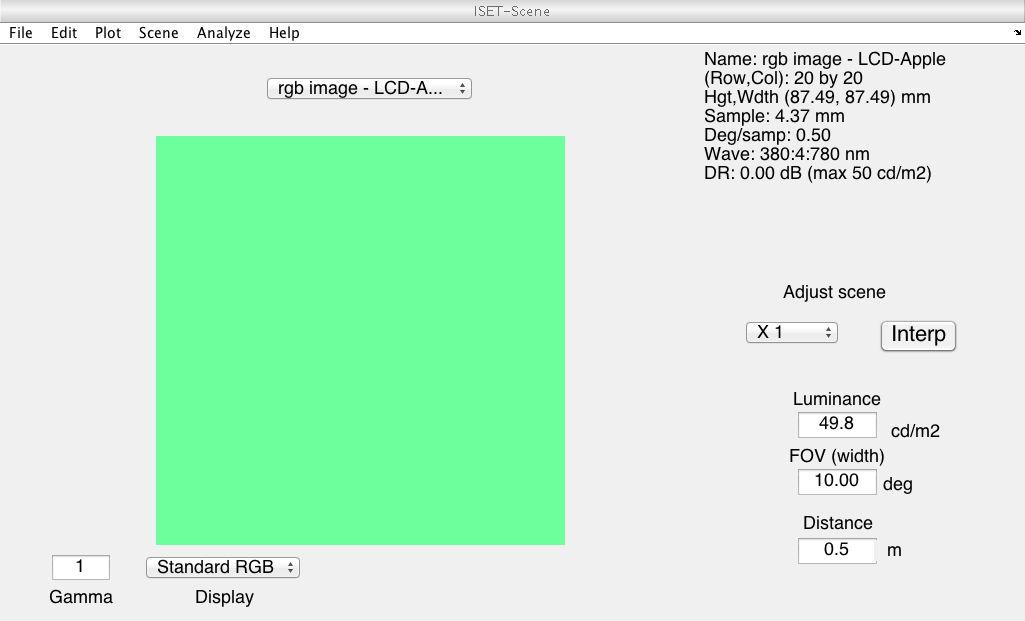 ISET-Scene
File Edit Plot Scene Analyze Help
rgb image - LCD-A...
Name: rgb image - LCD-Apple
(Row,Col): 20 by 20
Hgt,Wdth (87.49, 87.49) mm
Sample: 4.37 mm
Deg/samp: 0.50
Wave: 380:4:780 nm
DR: 0.00 dB (max 50 cd/m2)
Adjust scene
X 1
Interp
Luminance
49.8 cd/m2
FOV (width)
10.00 deg
Distance
0.5 m
1
Standard RGB
Gamma
Display